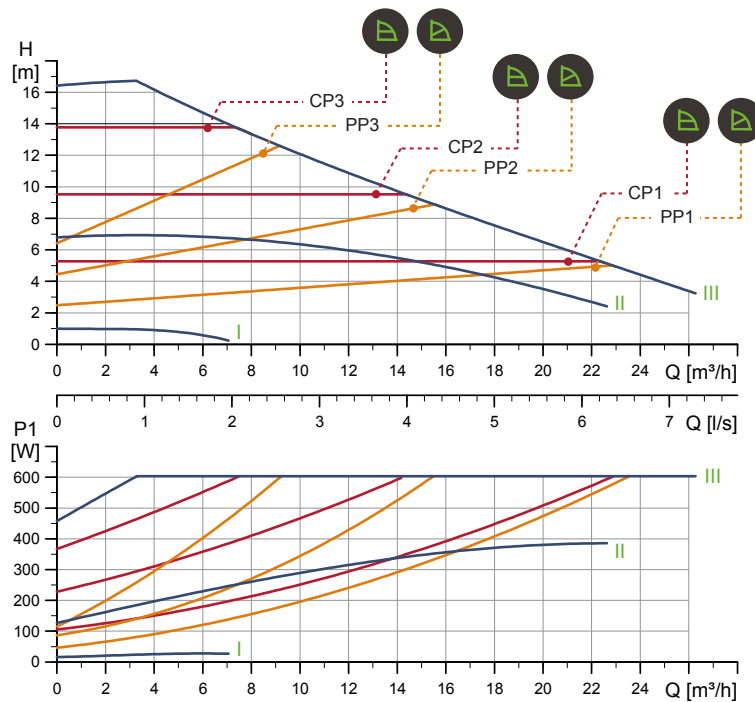 H
[m]
16
14
12
10
8
6
4
2
0
CP3
PP3
CP2
PP2
CP1
PP1
III
II
I
0 2 4 6 8 10 12 14 16 18 20 22 24 Q [m³/h]
0 1 2 3 4 5 6 7 Q [l/s]
P1
[W]
600
500
400
300
200
100
0
III
II
I
0 2 4 6 8 10 12 14 16 18 20 22 24 Q [m³/h]